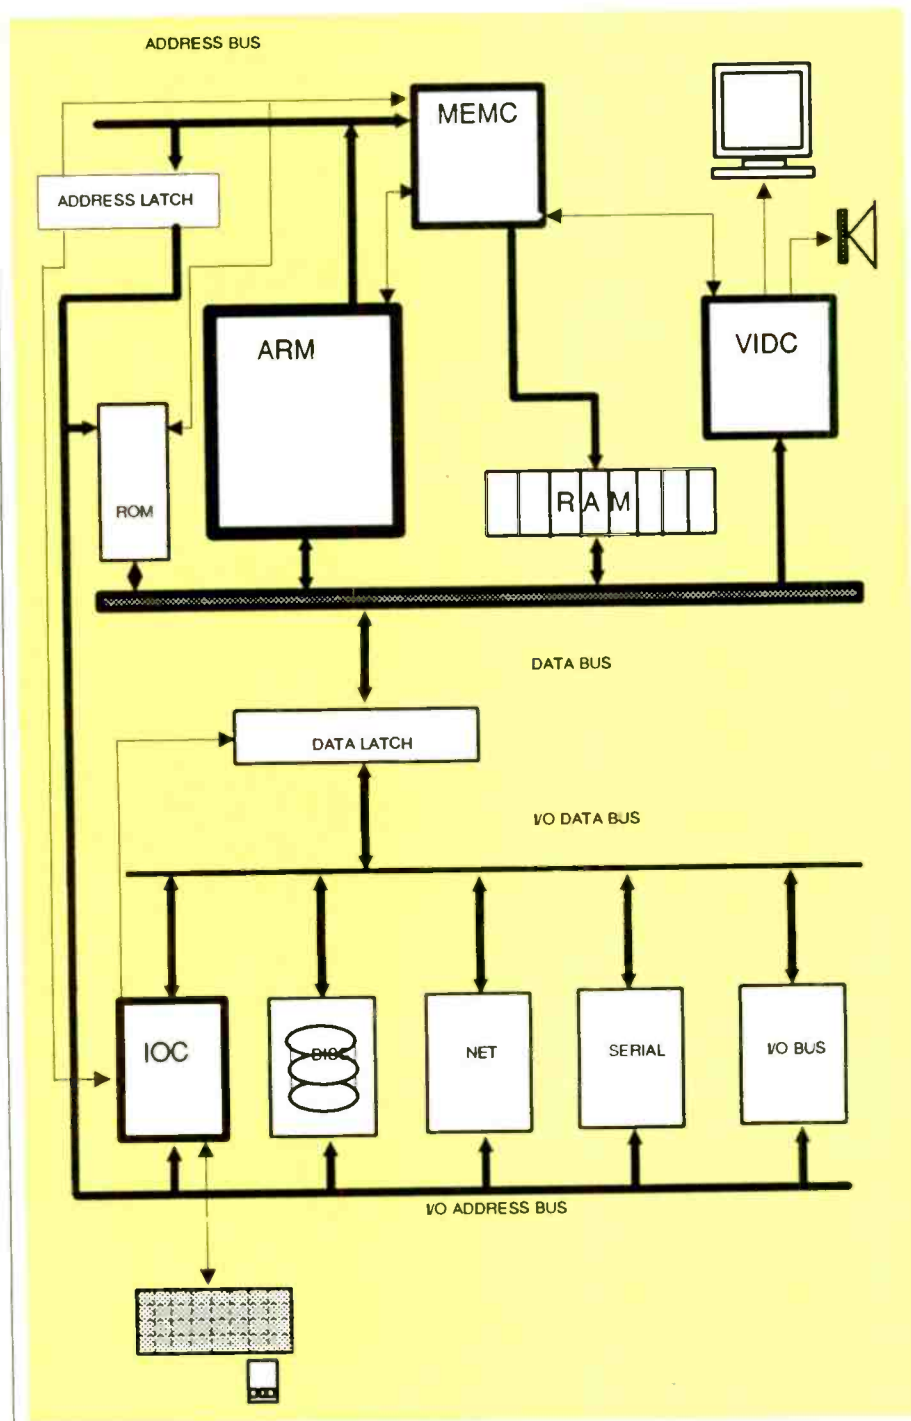 ADDRESS BUS
MEMC
ADDRESS LATCH
ARM
VIDC
RAM
ROM
DATA BUS
DATA LATCH
I/O DATA BUS
IOC
DISC
NET
SERIAL
I/O BUS
I/O ADDRESS BUS